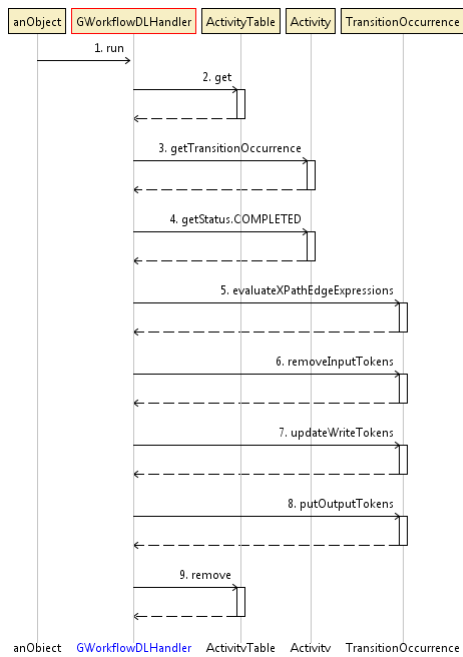 anObject GWorkflowDLHandler ActivityTable Activity TransitionOccurrence
1. run
2. get
3. getTransitionOccurrence
4. getStatus.COMPLETED
5. evaluateXPathEdgeExpressions
6. removeInputTokens
7. updateWriteTokens
8. putOutputTokens
9. remove
anObject GWorkflowDLHandler ActivityTable Activity TransitionOccurrence